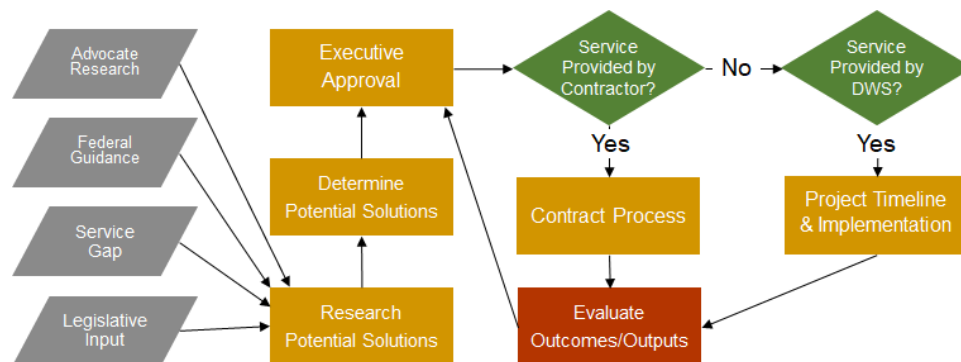 Advocate
Research
Federal
Guidance
Service
Gap
Legislative
Input
Executive
Approval
Determine
Potential Solutions
Research
Potential Solutions
Service
Provided by
Contractor?
No
Service
Provided by
DWS?
Yes
Yes
Contract Process
Project Timeline
& Implementation
Evaluate
Outcomes/Outputs